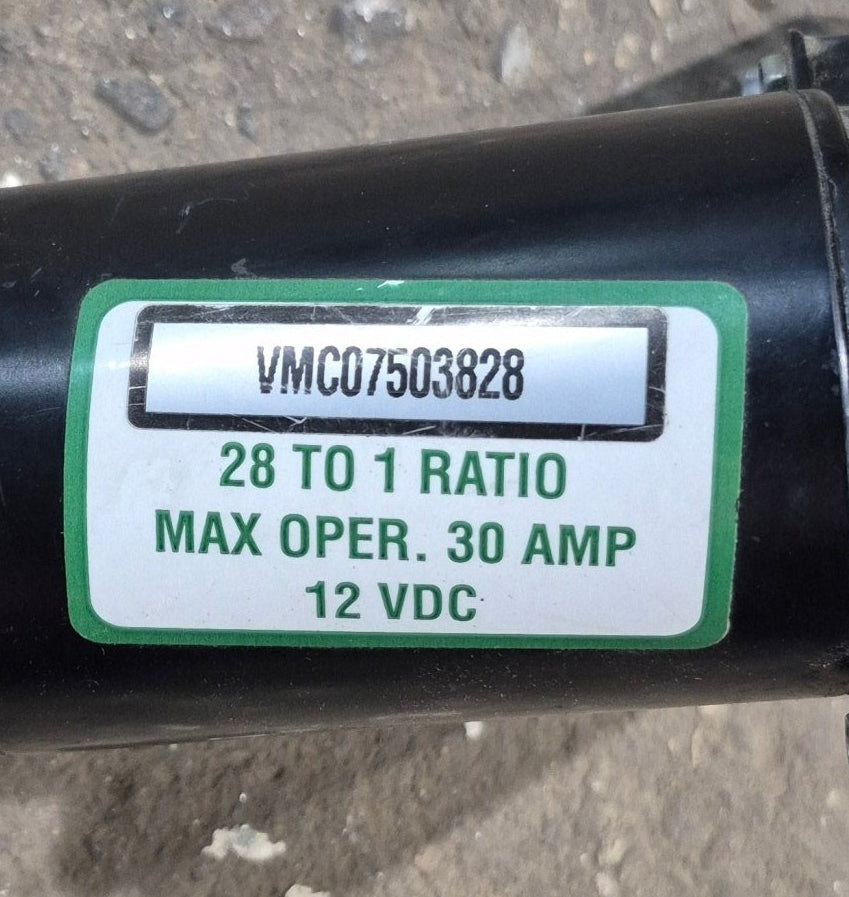 VMC07503828
28 TO 1 RATIO
MAX OPER. 30 AMP
12 VDC